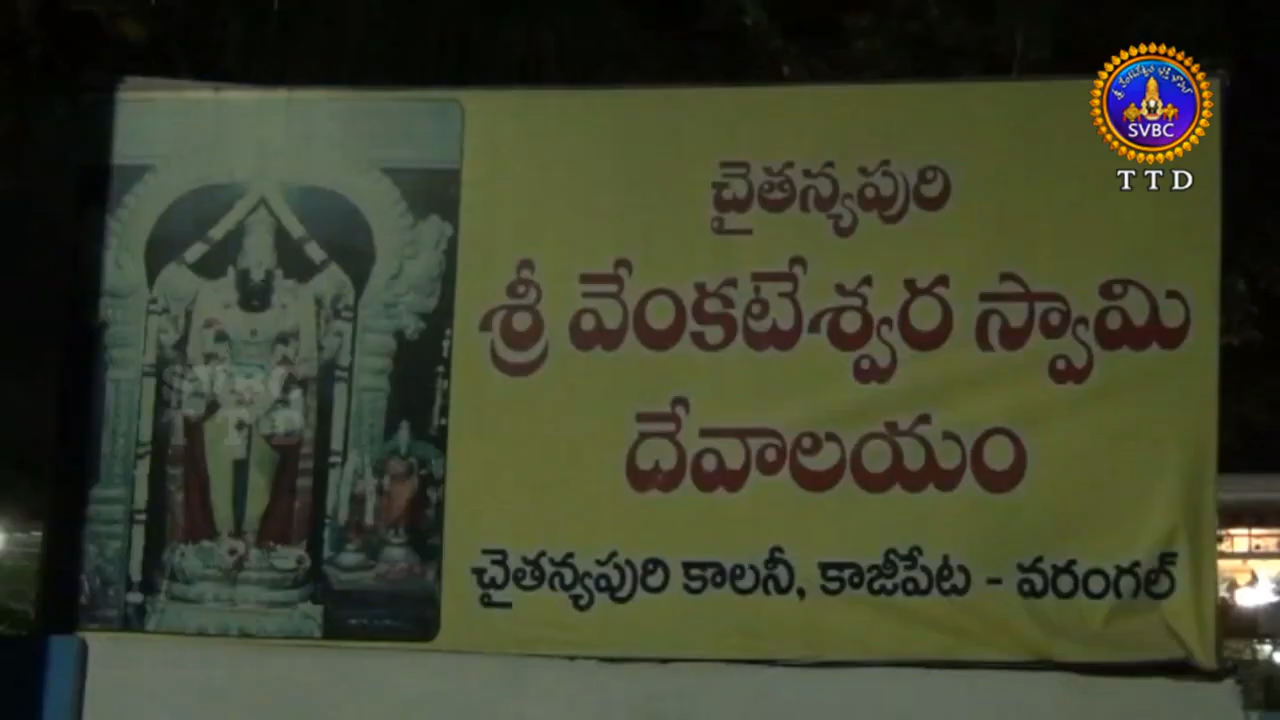 చైతన్యపురి
శ్రీ వేంకటేశ్వర స్వామి
దేవాలయం
చైతన్యపురి కాలనీ, కాజీపేట - వరంగల్
SVBC
TTD